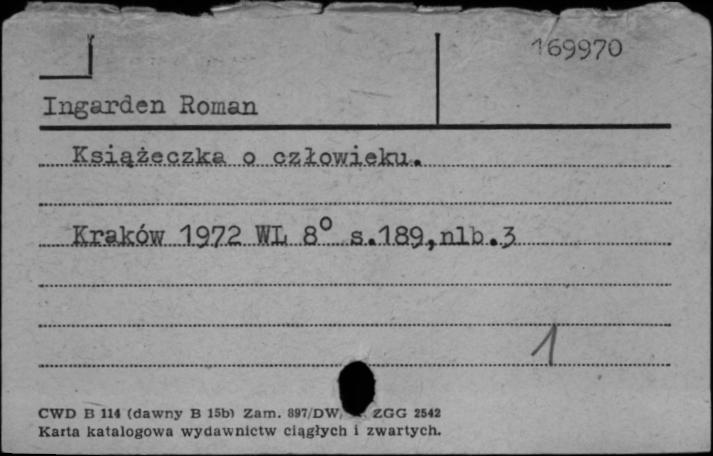 169970
Ingarden Roman
Książeczka o człowieku.
Kraków 1972 WL 8° s.189,nlb.3
1
CWD B 114 (dawny B 15b) Zam. 897/DW, ZGG 2542
Karta katalogowa wydawnictw ciągłych i zwartych.